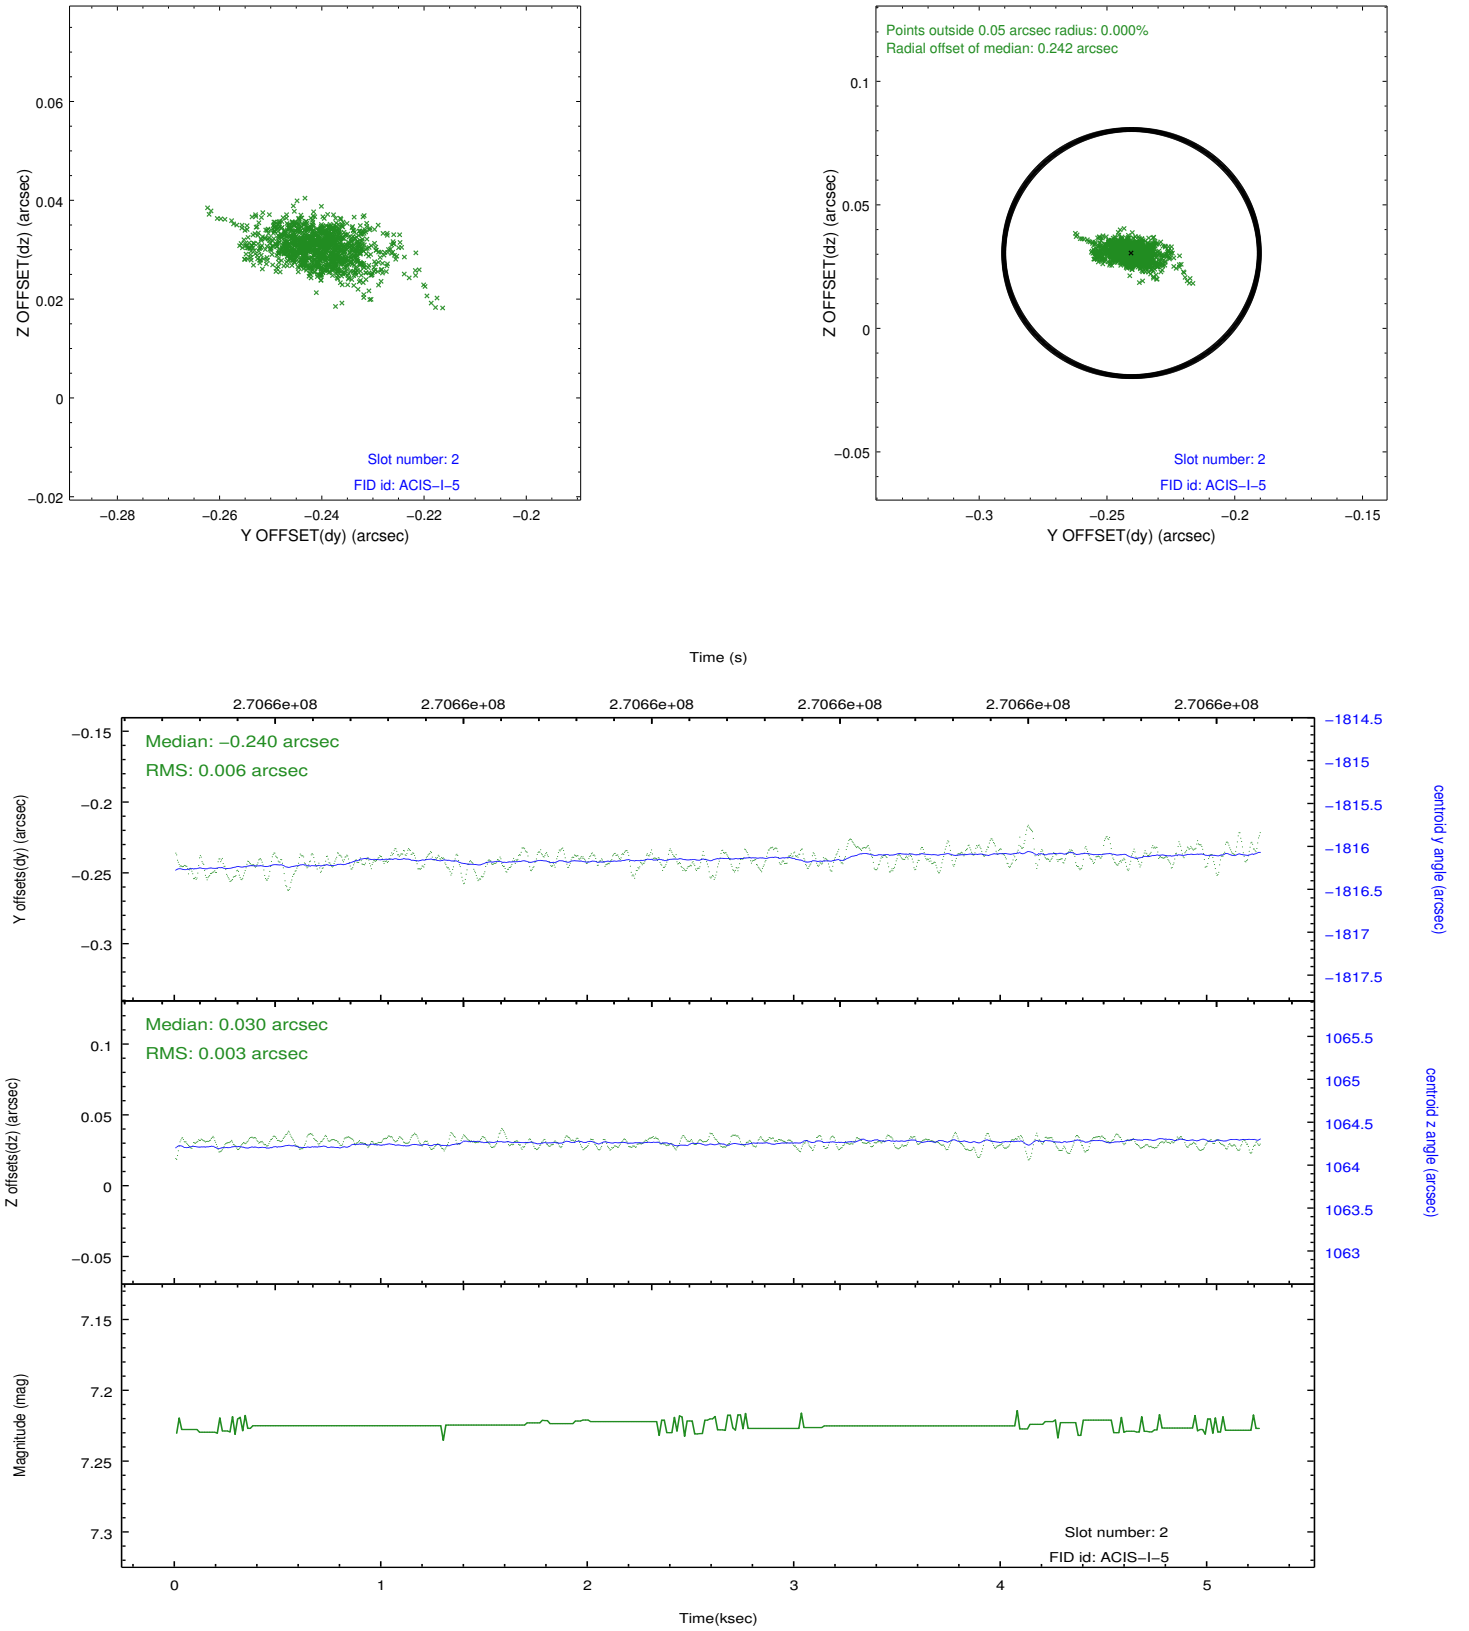 0.06
0.04
0.02
0
−0.02
Z OFFSET(dz) (arcsec)
Slot number: 2
FID id: ACIS−I−5
−0.28 −0.26 −0.24 −0.22 −0.2
Y OFFSET(dy) (arcsec)
Points outside 0.05 arcsec radius: 0.000%
Radial offset of median: 0.242 arcsec
0.1
0.05
0
−0.05
Z OFFSET(dz) (arcsec)
Slot number: 2
FID id: ACIS−I−5
−0.3 −0.25 −0.2 −0.15
Y OFFSET(dy) (arcsec)
Time (s)
2.7066e+08 2.7066e+08 2.7066e+08 2.7066e+08 2.7066e+08 2.7066e+08
Median: −0.240 arcsec
RMS: 0.006 arcsec
−0.15
−0.2
−0.25
−0.3
Y offsets(dy) (arcsec)
−1814.5
−1815
−1815.5
−1816
−1816.5
−1817
−1817.5
centroid y angle (arcsec)
Median: 0.030 arcsec
RMS: 0.003 arcsec
0.1
0.05
0
−0.05
Z offsets(dz) (arcsec)
1065.5
1065
1064.5
1064
1063.5
1063
centroid z angle (arcsec)
7.15
7.2
7.25
7.3
Magnitude (mag)
Slot number: 2
FID id: ACIS−I−5
0 1 2 3 4 5
Time(ksec)